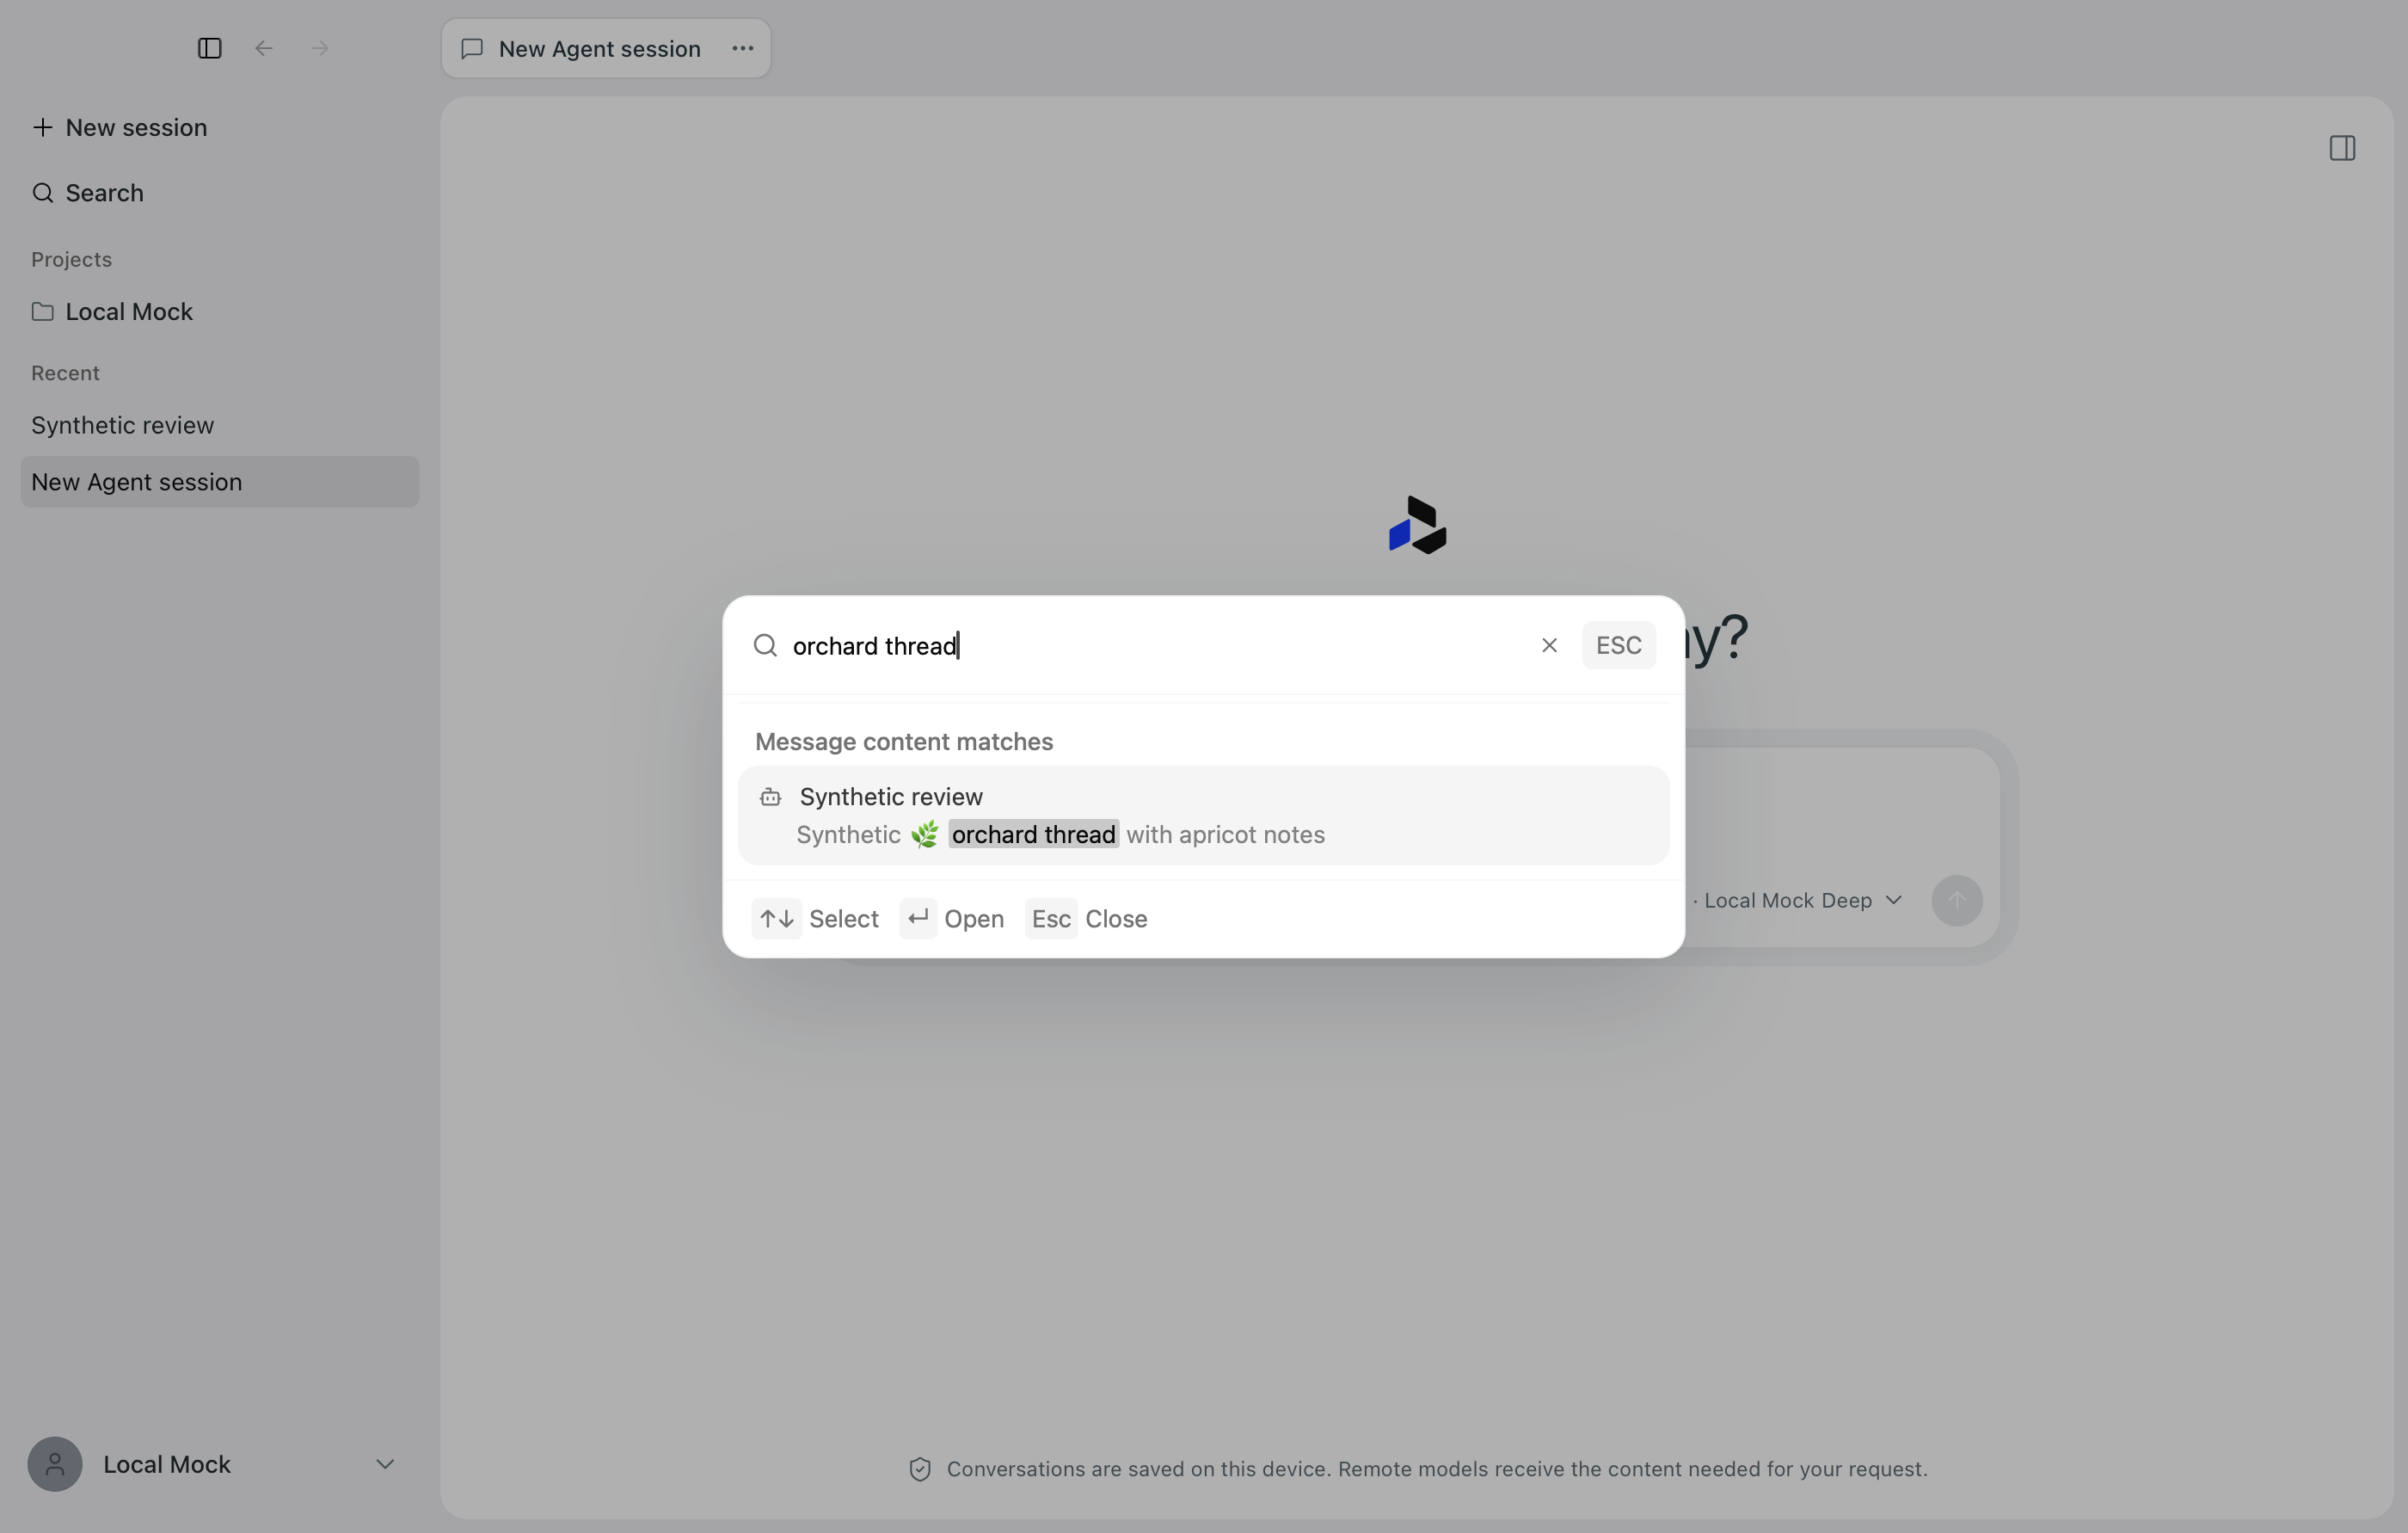 New Agent session
New session
Search
Projects
Local Mock
Recent
Synthetic review
New Agent session
orchard thread
ESC
Message content matches
Synthetic review
Synthetic 🌿 orchard thread with apricot notes
↑↓ Select ↵ Open Esc Close
· Local Mock Deep
Local Mock
Conversations are saved on this device. Remote models receive the content needed for your request.